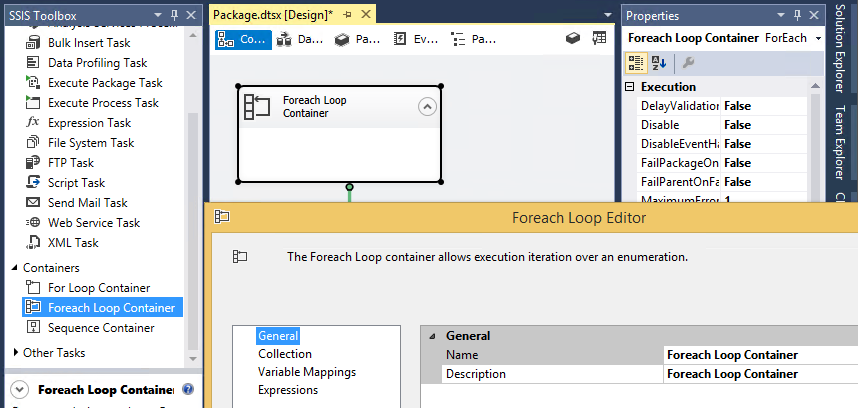 SSIS Toolbox
Bulk Insert Task
Data Profiling Task
Execute Package Task
Execute Process Task
Expression Task
File System Task
FTP Task
Script Task
Send Mail Task
Web Service Task
XML Task
Containers
For Loop Container
Foreach Loop Container
Sequence Container
Other Tasks
Foreach Loop Container
Package.dtsx [Design]*
Co...
Da...
Pa...
Ev...
Pa...
Foreach Loop
Container
Properties
Foreach Loop Container ForEach
Execution
DelayValidation False
Disable False
DisableEventHa False
FailPackageOn False
FailParentOnFa False
MaximumError 1
Solution Explorer
Team Explorer
Foreach Loop Editor
The Foreach Loop container allows execution iteration over an enumeration.
General
Collection
Variable Mappings
Expressions
General
Name Foreach Loop Container
Description Foreach Loop Container